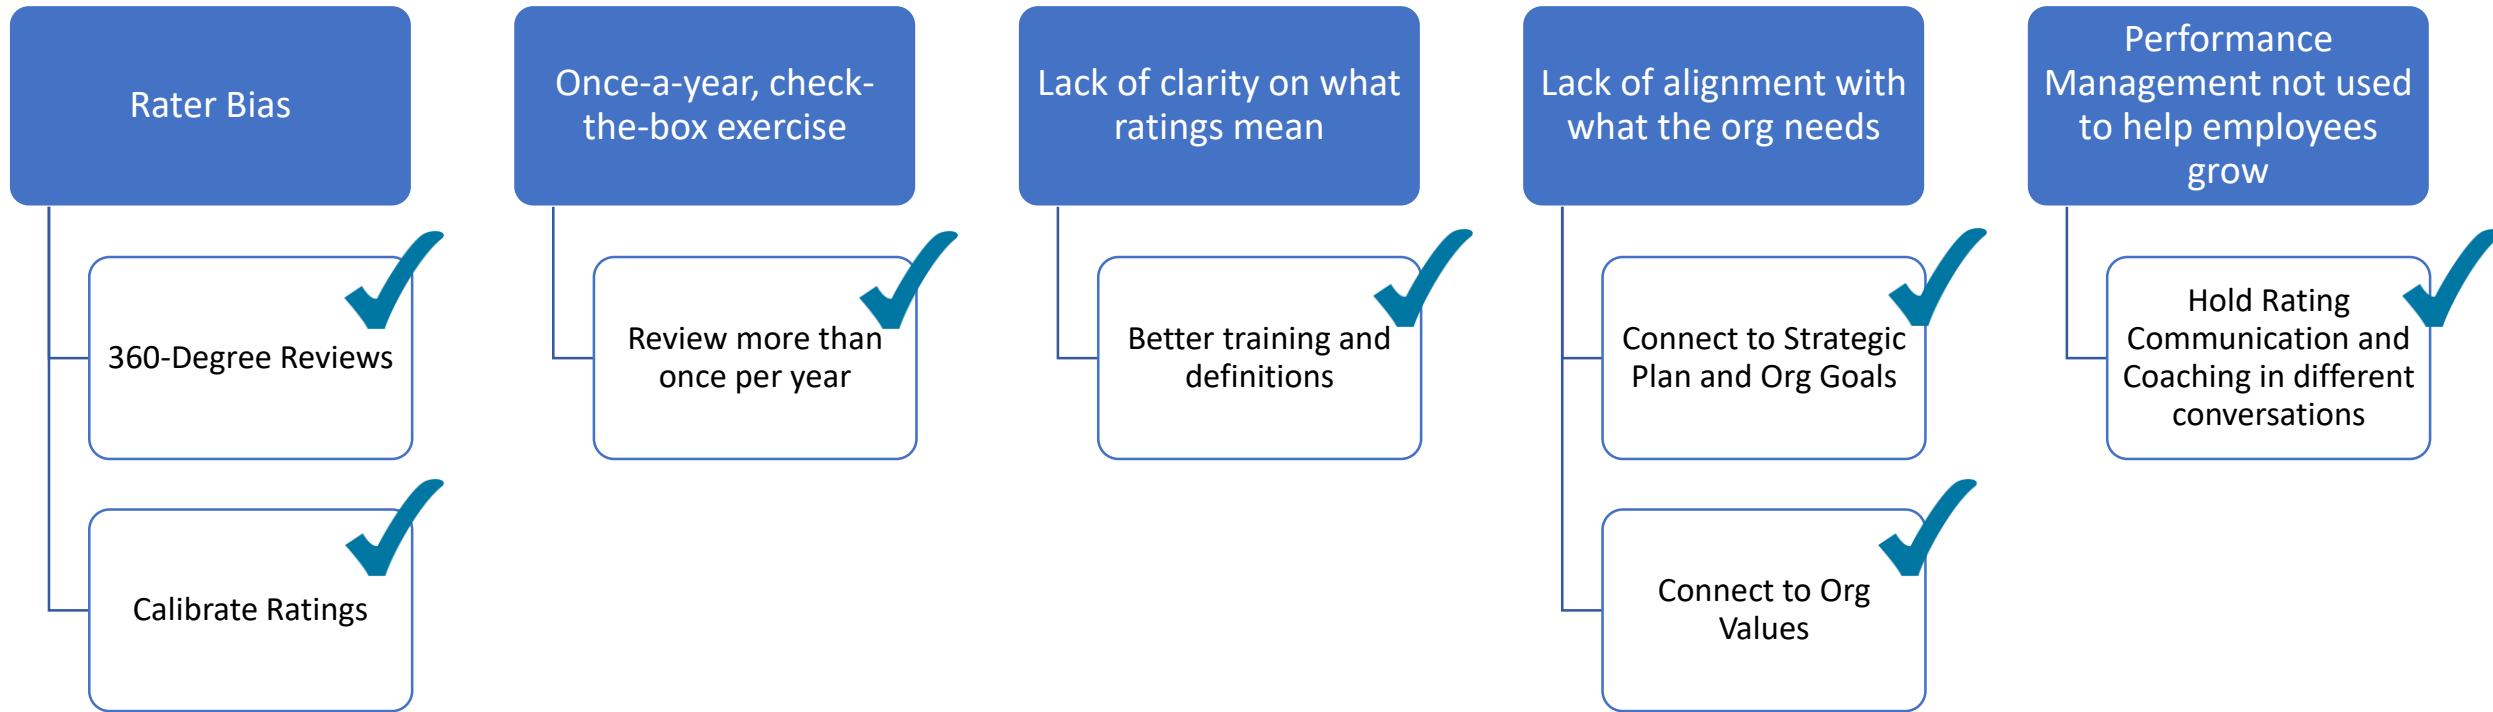 Rater Bias
360-Degree Reviews
Calibrate Ratings
Once-a-year, check-
the-box exercise
Review more than
once per year
Lack of clarity on what
ratings mean
Better training and
definitions
Lack of alignment with
what the org needs
Connect to Strategic
Plan and Org Goals
Connect to Org
Values
Performance
Management not used
to help employees
grow
Hold Rating
Communication and
Coaching in different
conversations